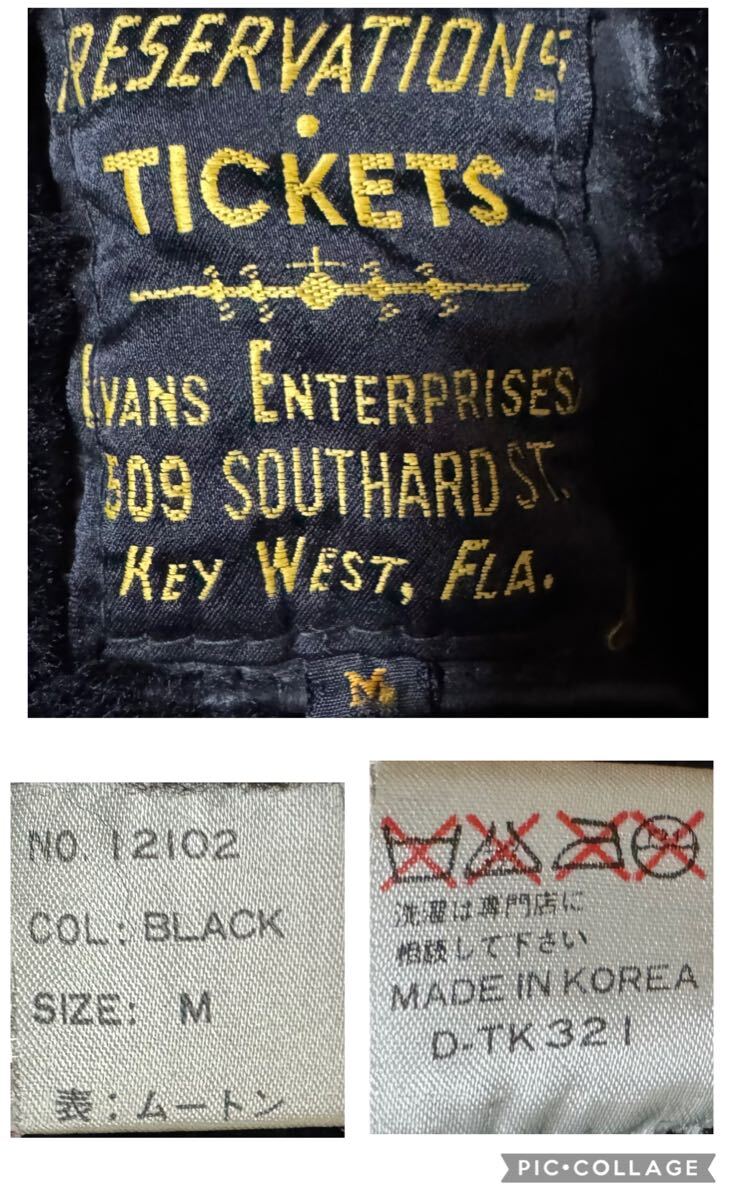 RESERVATIONS
TICKETS
EVANS ENTERPRISES
509 SOUTHARD ST.
KEY WEST, FLA.
M
NO. 12102
COL: BLACK
SIZE: M
表:ムートン
洗濯は専門店に
相談して下さい
MADE IN KOREA
D-TK321
PIC•COLLAGE